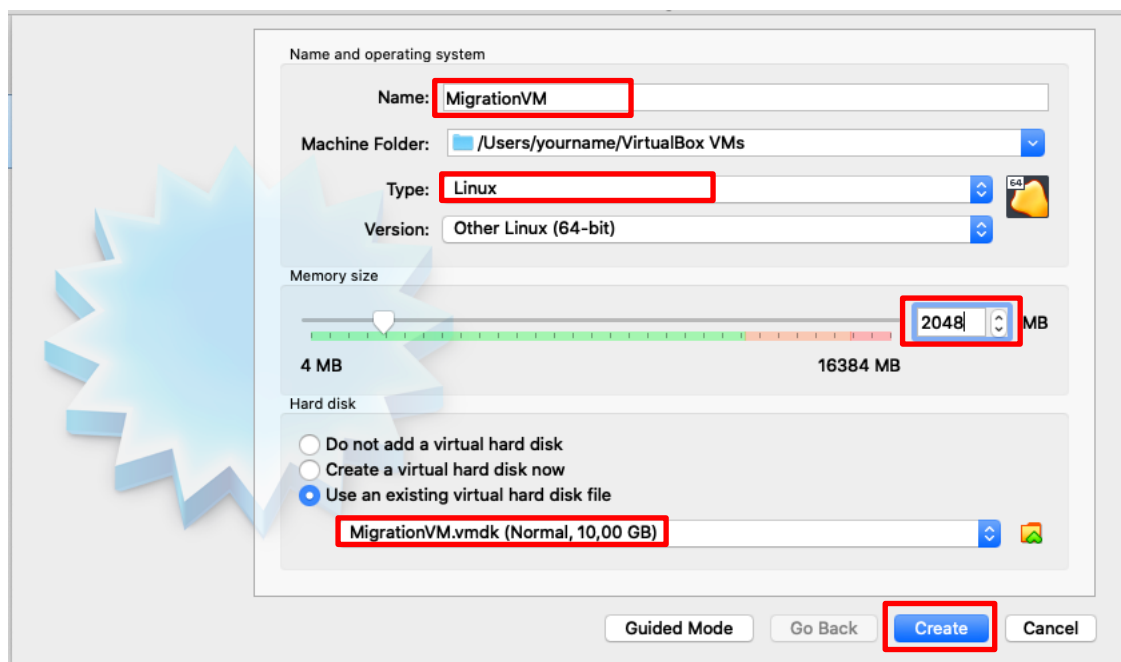 Name and operating system
Name: MigrationVM
Machine Folder: /Users/yourname/VirtualBox VMs
Type: Linux
64
Version: Other Linux (64-bit)
Memory size
2048 MB
4 MB 16384 MB
Hard disk
Do not add a virtual hard disk
Create a virtual hard disk now
Use an existing virtual hard disk file
MigrationVM.vmdk (Normal, 10,00 GB)
Guided Mode Go Back Create Cancel